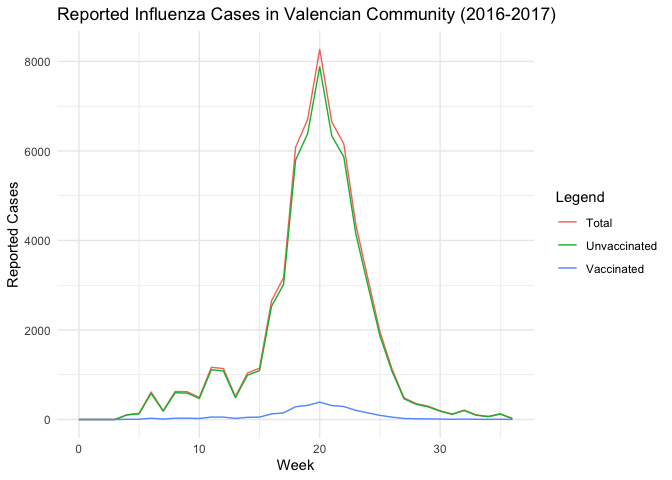 Reported Influenza Cases in Valencian Community (2016-2017)
8000
6000
4000
2000
0
Reported Cases
0 10 20 30
Week
Legend
Total
Unvaccinated
Vaccinated